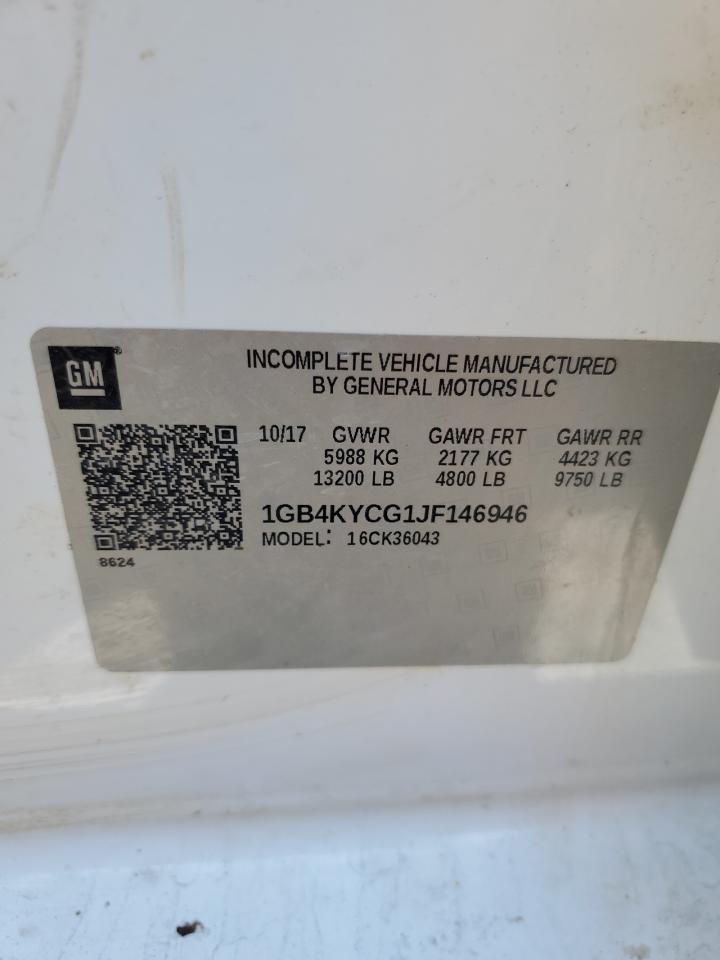 GM
INCOMPLETE VEHICLE MANUFACTURED
BY GENERAL MOTORS LLC
10/17 GVWR GAWR FRT GAWR RR
5988 KG 2177 KG 4423 KG
13200 LB 4800 LB 9750 LB
1GB4KYCG1JF146946
MODEL: 16CK36043
8624